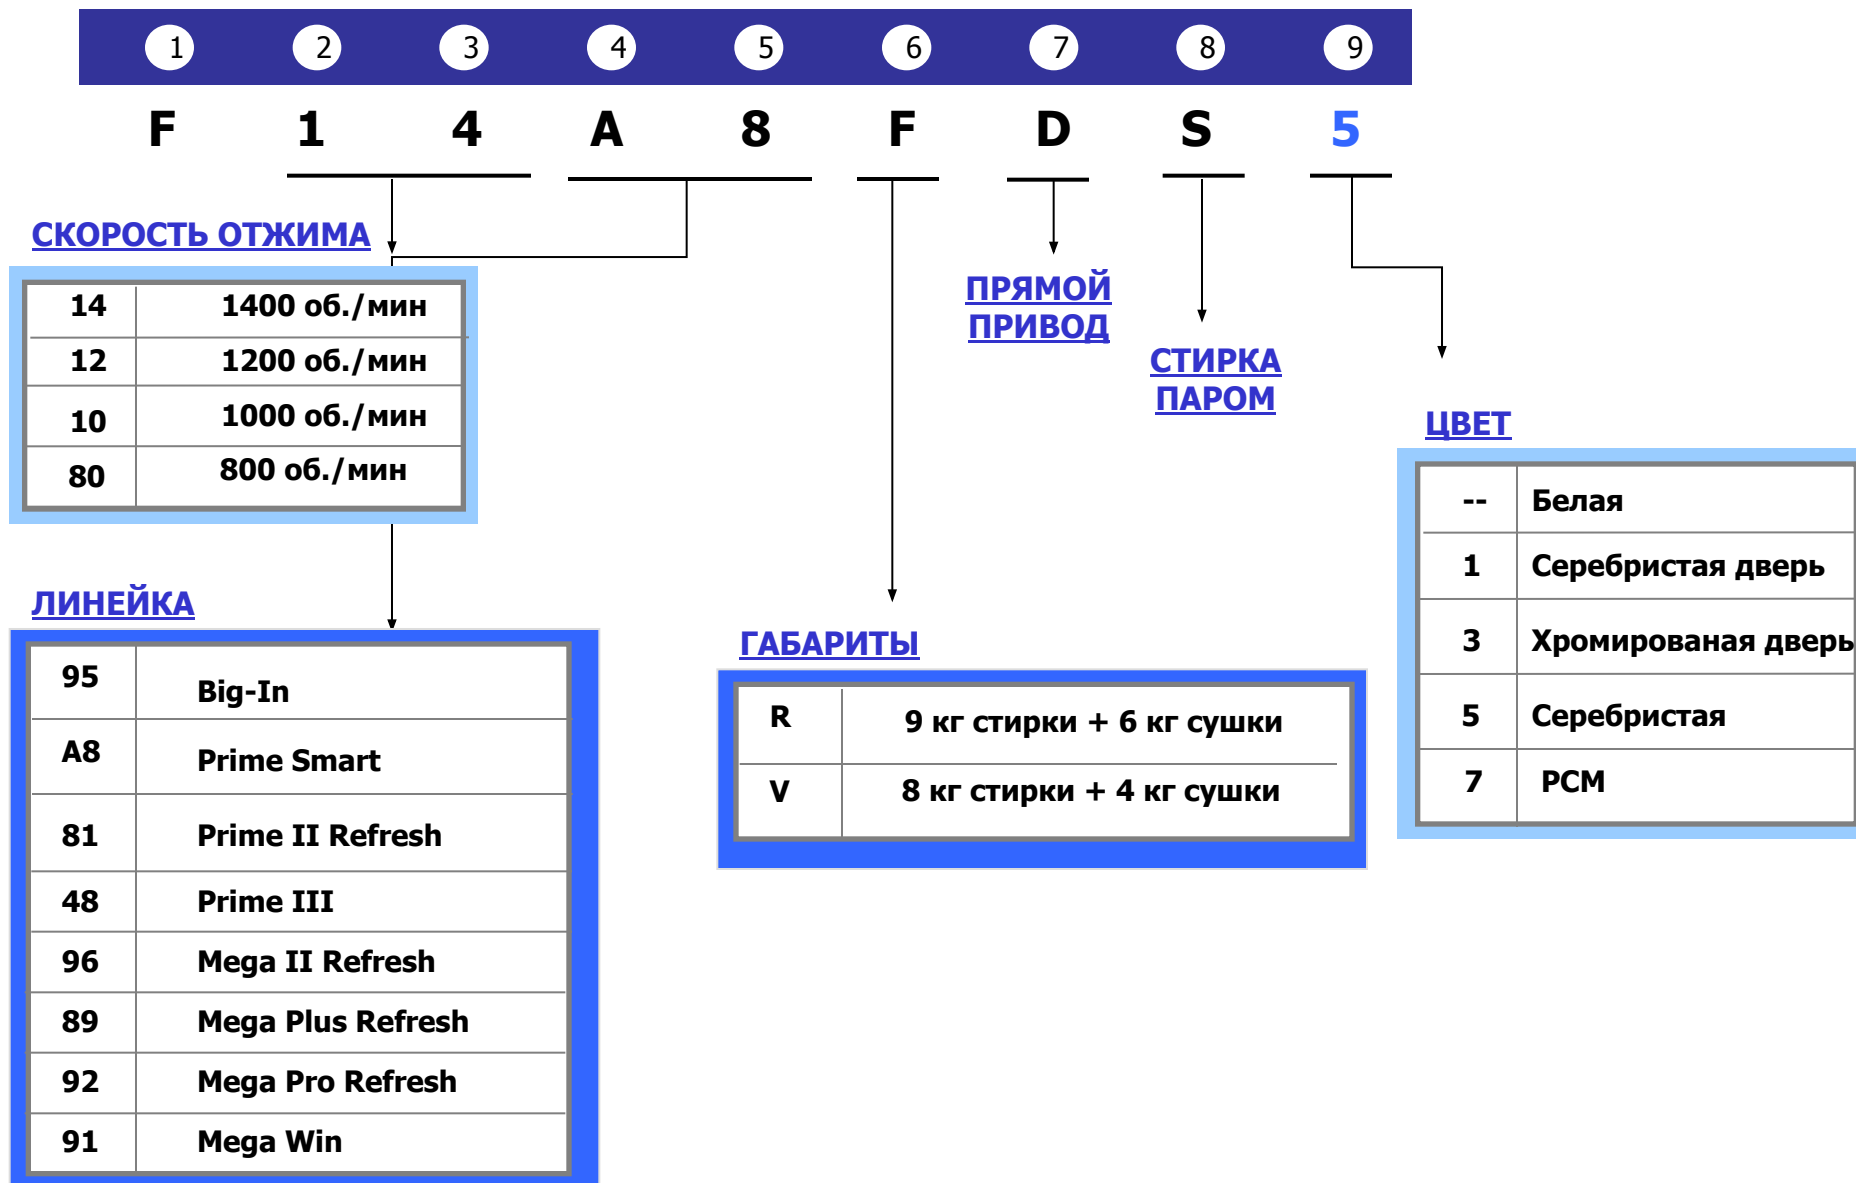 1 2 3 4 5 6 7 8 9
F 1 4 A 8 F D S 5
СКОРОСТЬ ОТЖИМА
14 1400 об./мин
12 1200 об./мин
10 1000 об./мин
80 800 об./мин
ПРЯМОЙ
ПРИВОД
СТИРКА
ПАРОМ
ЦВЕТ
-- Белая
1 Серебристая дверь
3 Хромированая дверь
5 Серебристая
7 РСМ
ЛИНЕЙКА
95 Big-In
A8 Prime Smart
81 Prime II Refresh
48 Prime III
96 Mega II Refresh
89 Mega Plus Refresh
92 Mega Pro Refresh
91 Mega Win
ГАБАРИТЫ
R 9 кг стирки + 6 кг сушки
V 8 кг стирки + 4 кг сушки